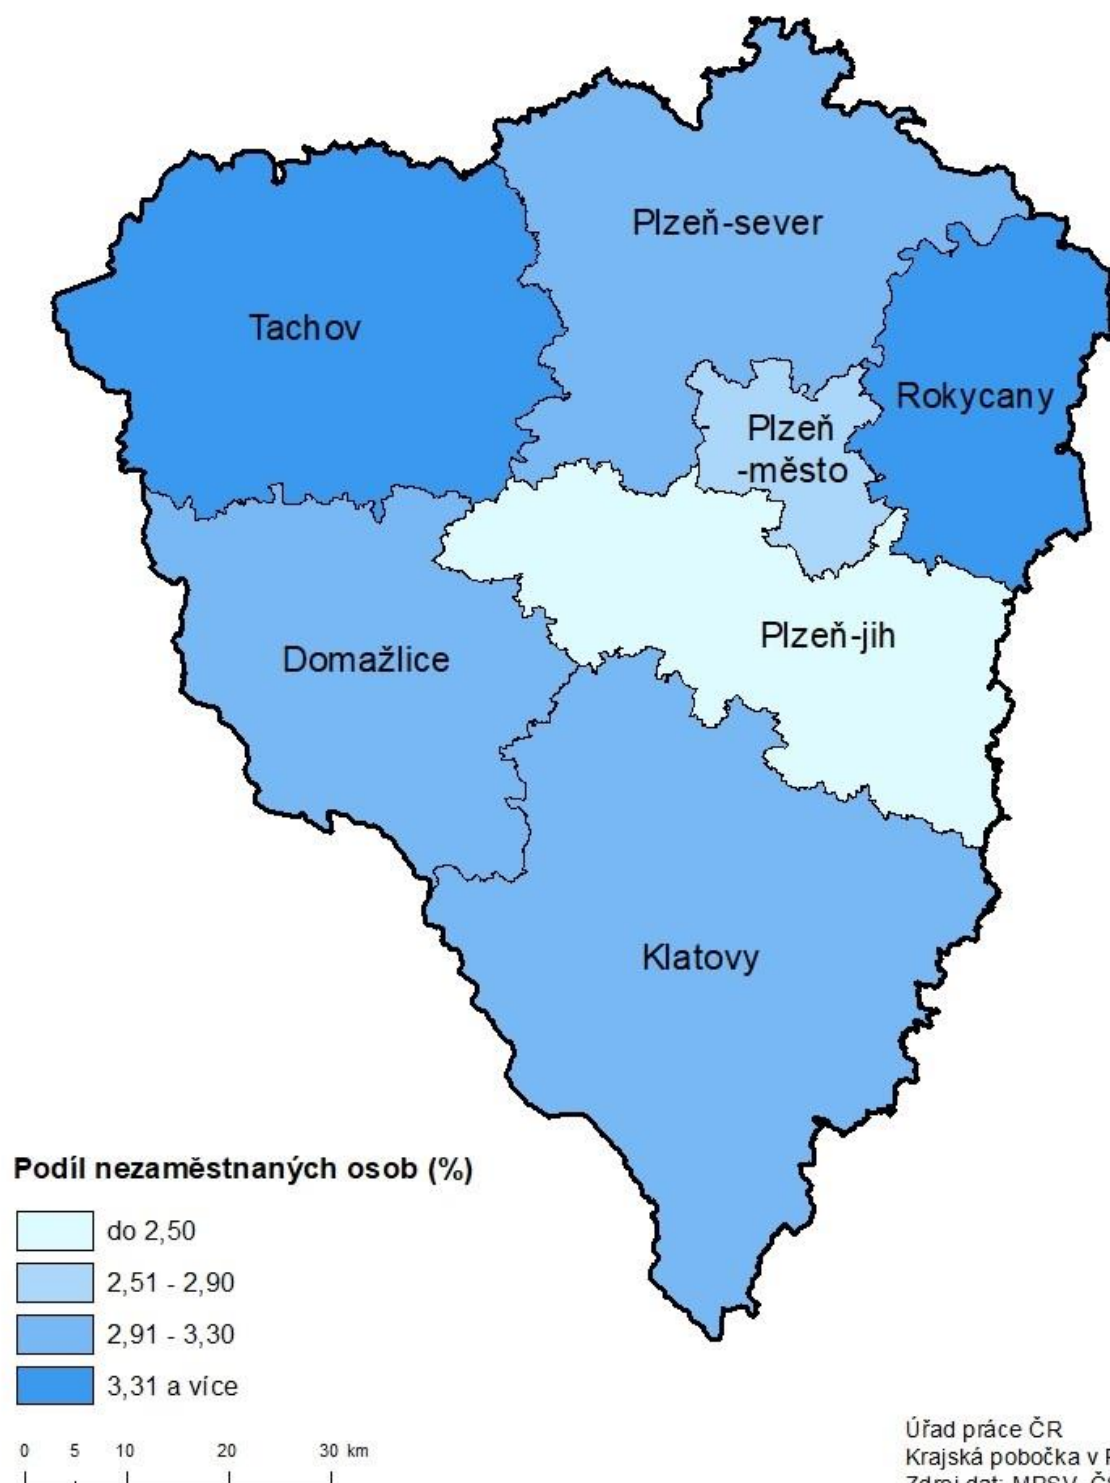 Plzeň-sever
Tachov
Rokycany
Plzeň
-město
Plzeň-jih
Domažlice
Klatovy
Podíl nezaměstnaných osob (%)
do 2,50
2,51 - 2,90
2,91 - 3,30
3,31 a více
0 5 10 20 30 km
Úřad práce ČR
Krajská pobočka v
Zdroj dat: MPSV,